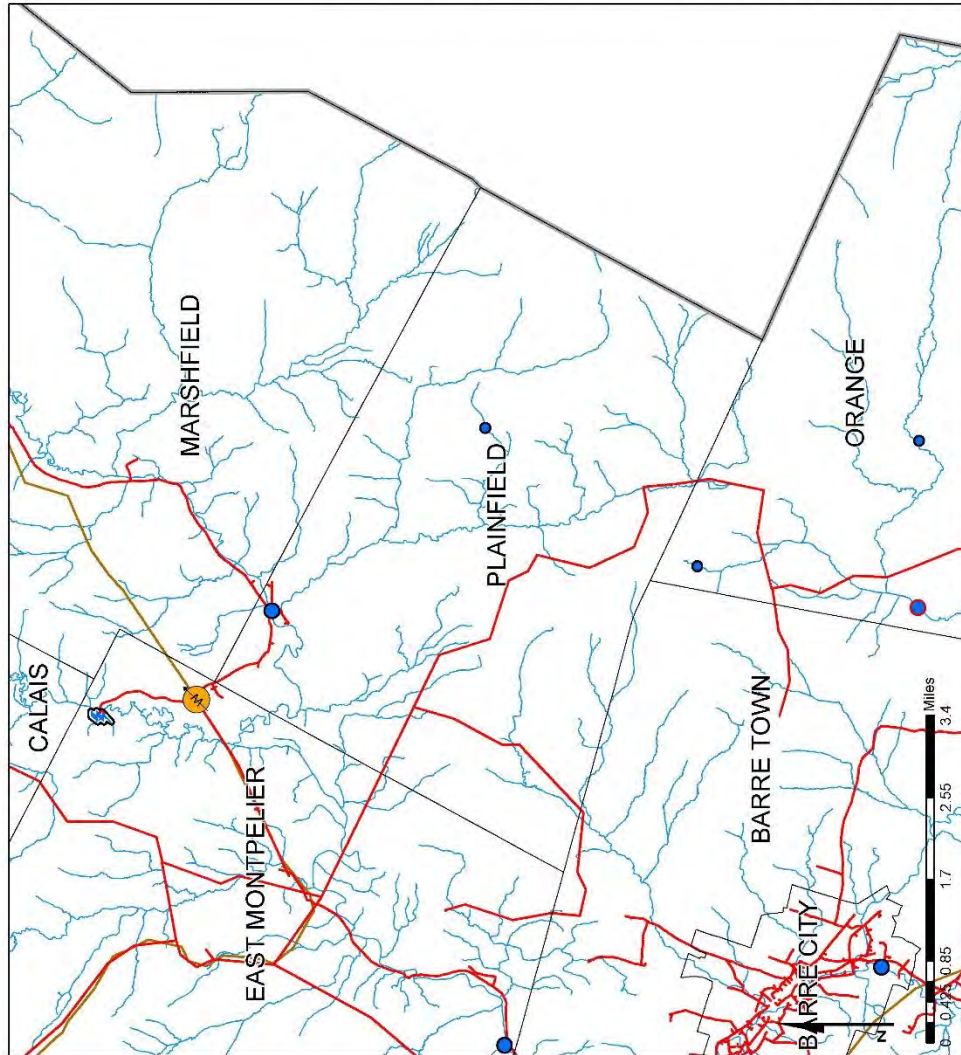 CALAIS
MARSHFIELD
M
EAST MONTPELIER
PLAINFIELD
ORANGE
BARRE TOWN
BARRE CITY
N
0 0.425 0.85 1.7 2.55 3.4
Miles